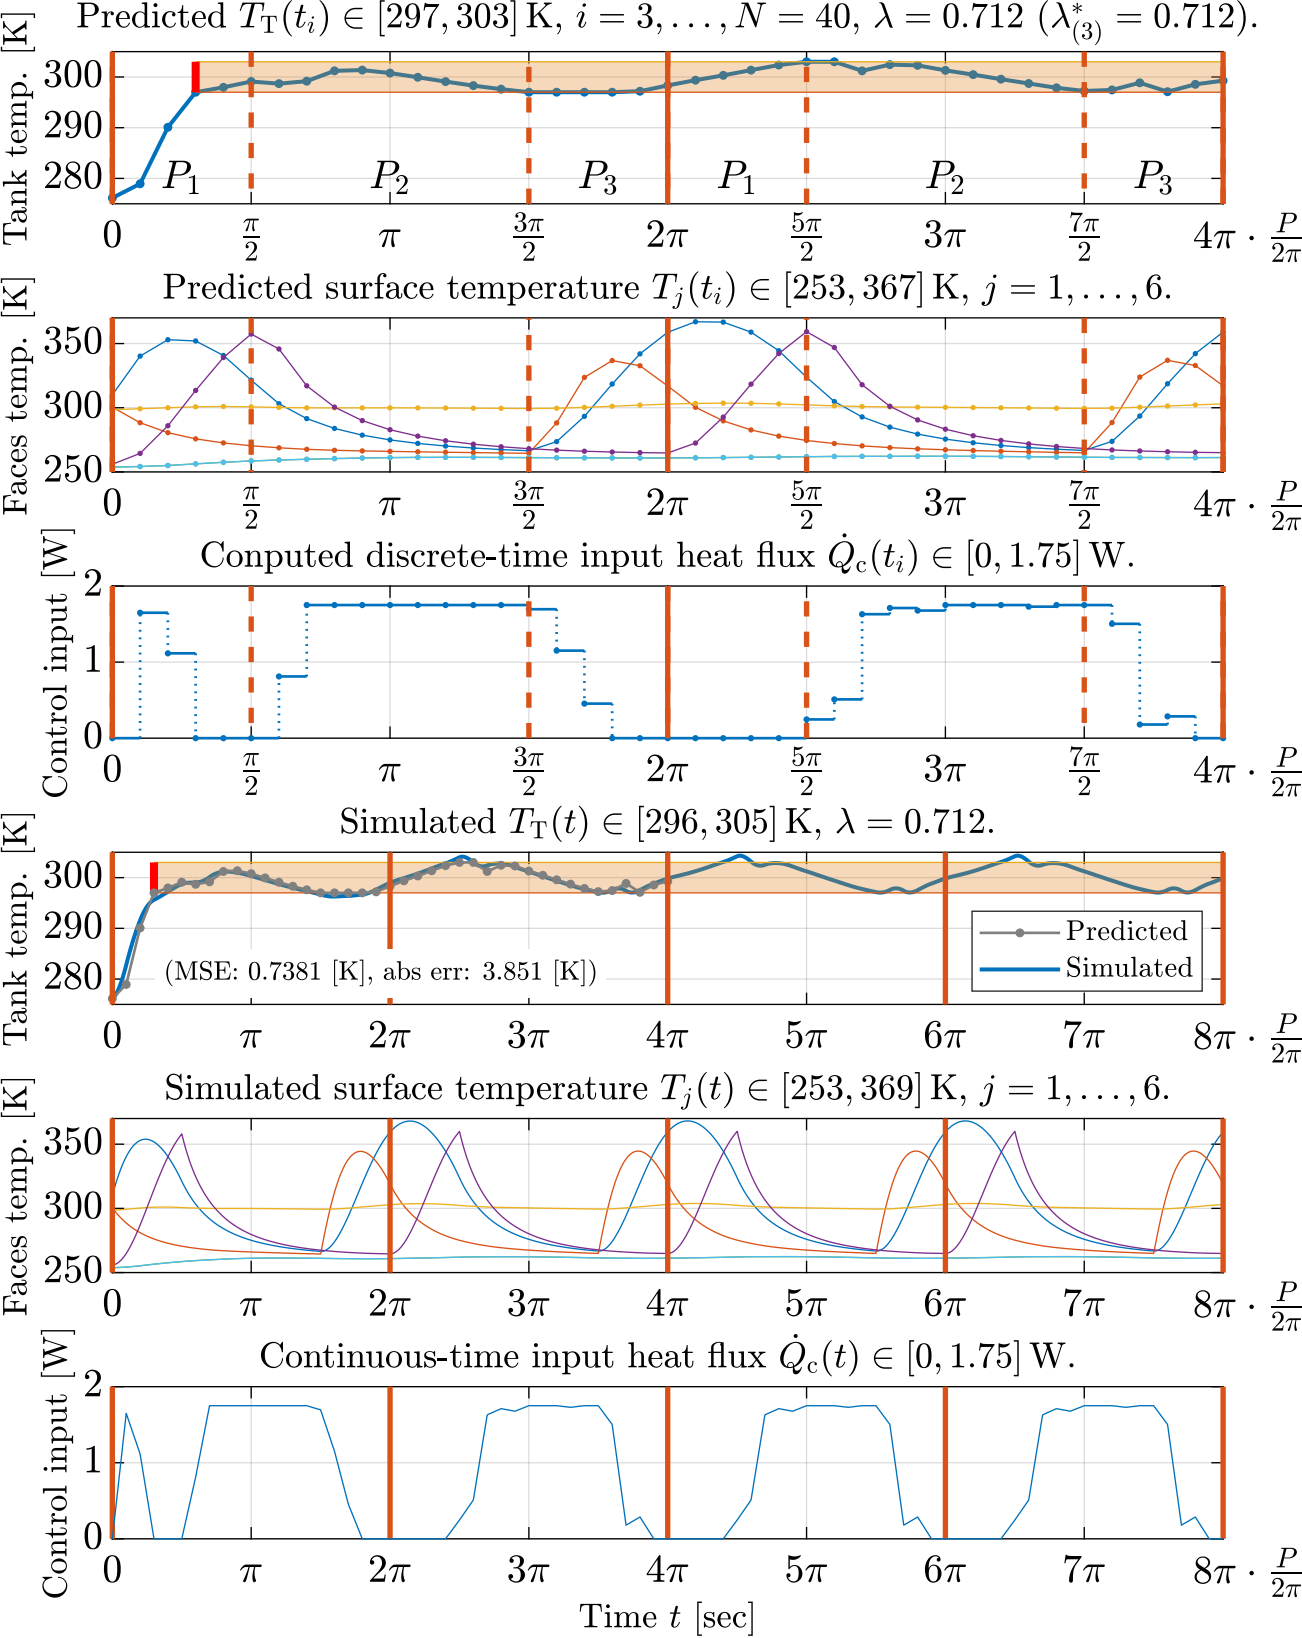 Predicted T_T(t_i) ∈ [297, 303] K, i = 3, . . . , N = 40, λ = 0.712 (λ*_(3) = 0.712).
Tank temp. [K]
300
290
280
P_1 P_2 P_3 P_1 P_2 P_3
0 π/2 π 3π/2 2π 5π/2 3π 7π/2 4π · P/2π
Predicted surface temperature T_j(t_i) ∈ [253, 367] K, j = 1, . . . , 6.
Faces temp. [K]
350
300
250
0 π/2 π 3π/2 2π 5π/2 3π 7π/2 4π · P/2π
Conputed discrete-time input heat flux Q̇_c(t_i) ∈ [0, 1.75] W.
Control input [W]
2
1
0
0 π/2 π 3π/2 2π 5π/2 3π 7π/2 4π · P/2π
Simulated T_T(t) ∈ [296, 305] K, λ = 0.712.
Tank temp. [K]
300
290
280
(MSE: 0.7381 [K], abs err: 3.851 [K])
Predicted
Simulated
0 π 2π 3π 4π 5π 6π 7π 8π · P/2π
Simulated surface temperature T_j(t) ∈ [253, 369] K, j = 1, . . . , 6.
Faces temp. [K]
350
300
250
0 π 2π 3π 4π 5π 6π 7π 8π · P/2π
Continuous-time input heat flux Q̇_c(t) ∈ [0, 1.75] W.
Control input [W]
2
1
0
0 π 2π 3π 4π 5π 6π 7π 8π · P/2π
Time t [sec]